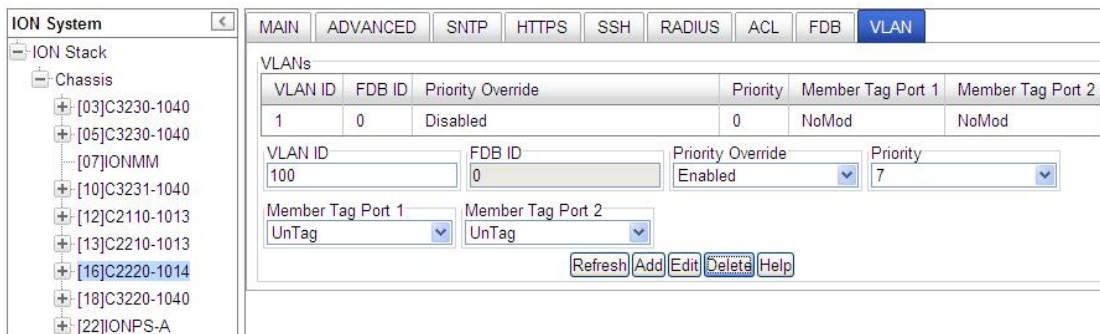 ION System
<
ION Stack
Chassis
[03]C3230-1040
[05]C3230-1040
[07]IONMM
[10]C3231-1040
[12]C2110-1013
[13]C2210-1013
[16]C2220-1014
[18]C3220-1040
[22]IONPS-A
MAIN ADVANCED SNTP HTTPS SSH RADIUS ACL FDB VLAN
VLANs
VLAN ID FDB ID Priority Override Priority Member Tag Port 1 Member Tag Port 2
1 0 Disabled 0 NoMod NoMod
VLAN ID FDB ID Priority Override Priority
100 0 Enabled 7
Member Tag Port 1 Member Tag Port 2
UnTag UnTag
Refresh Add Edit Delete Help